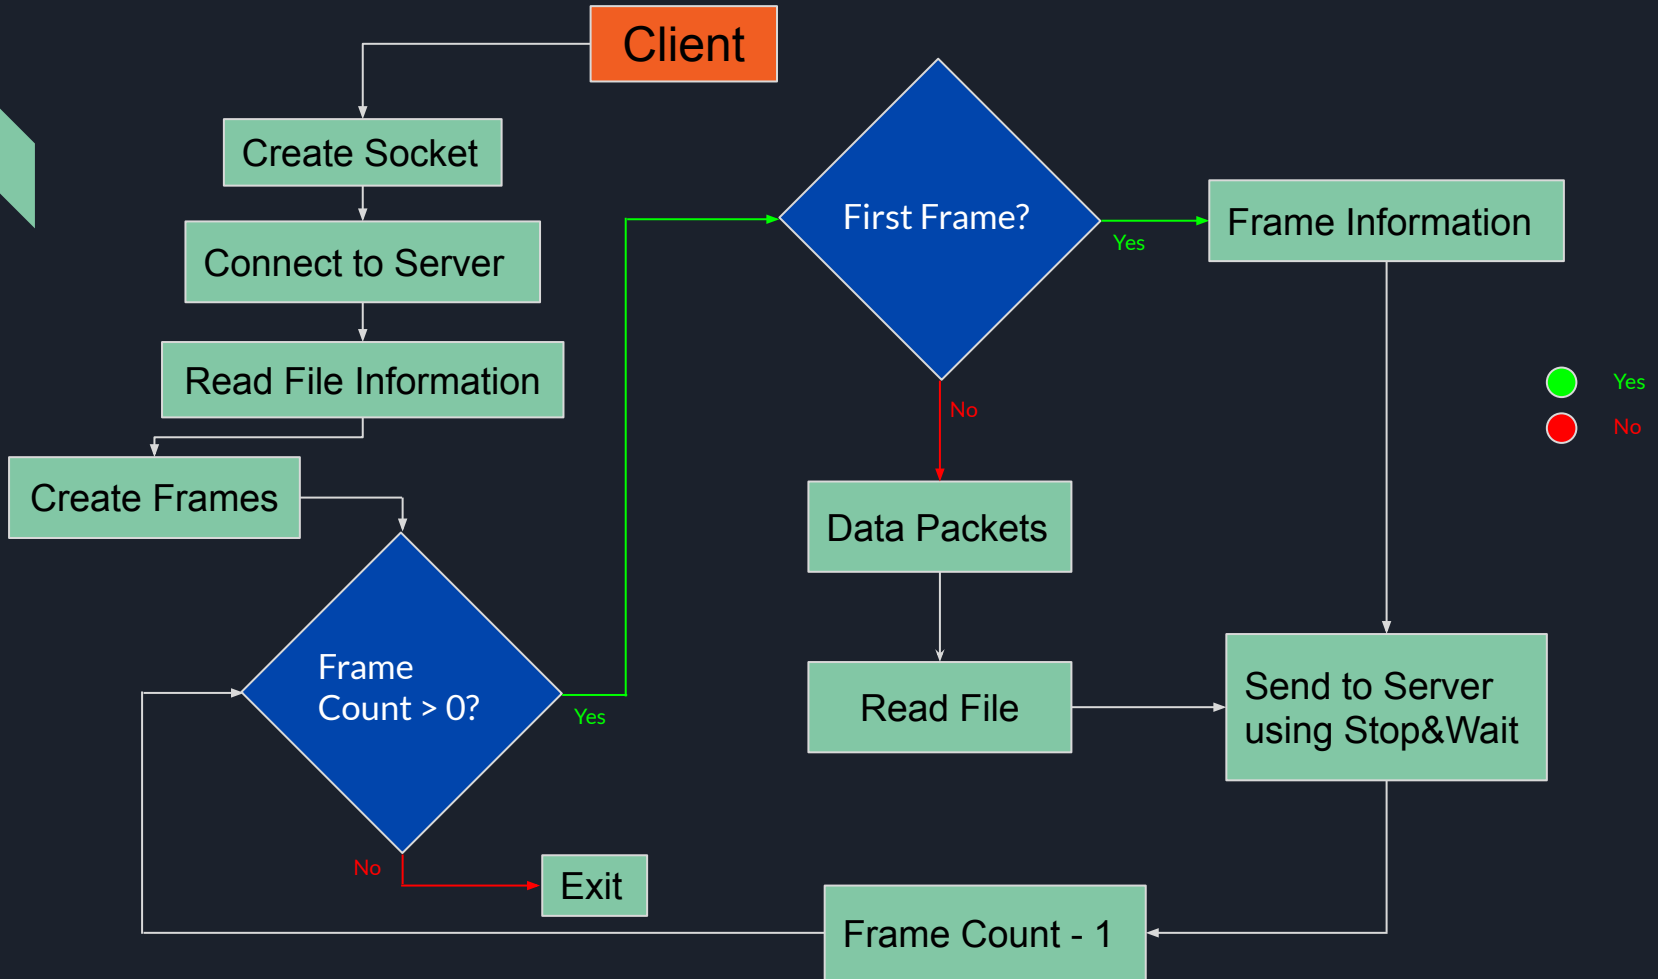 Client
Create Socket
Connect to Server
Read File Information
Create Frames
Frame
Count > 0?
Yes
No
Exit
First Frame?
Yes
No
Frame Information
Data Packets
Read File
Send to Server
using Stop&Wait
Frame Count - 1
Yes
No